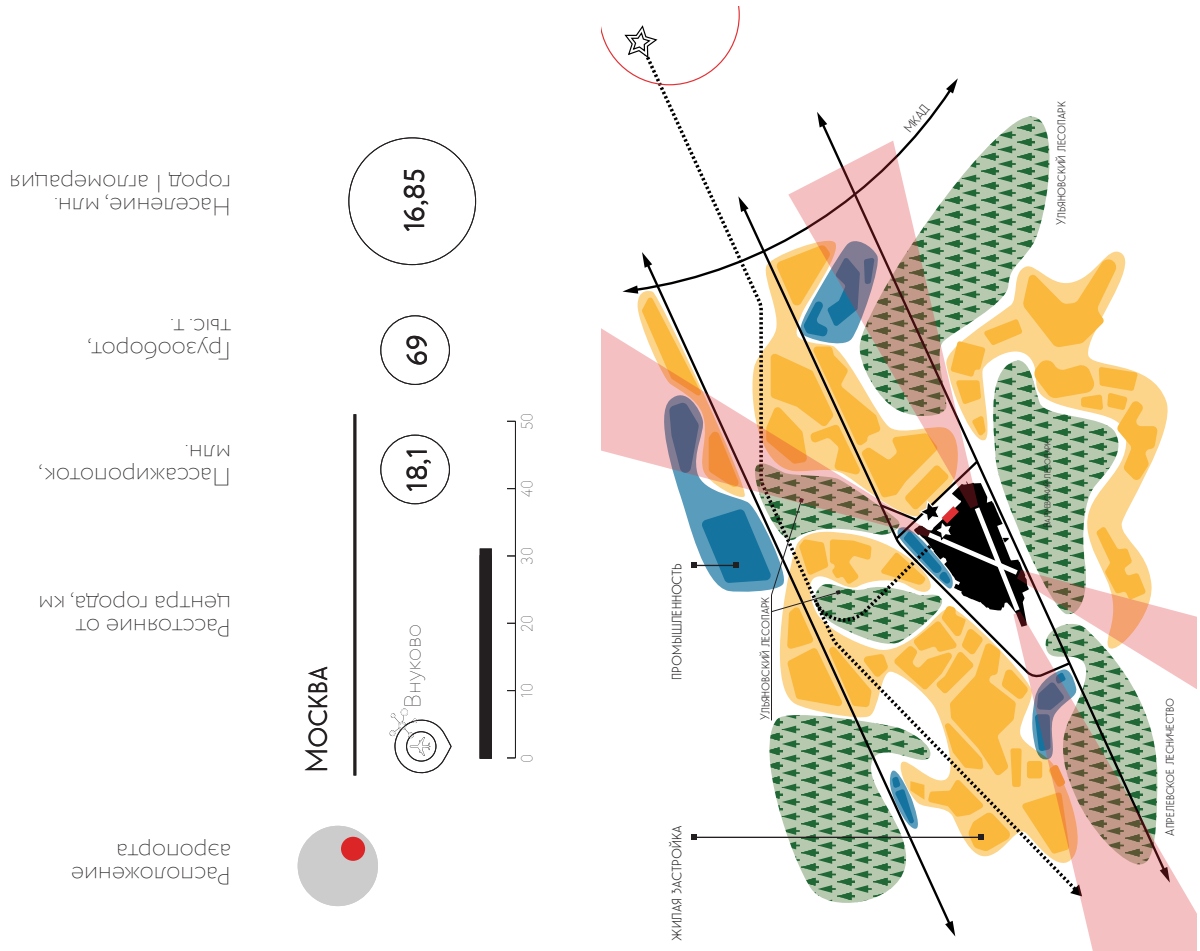 Расположение
аэропорта
Расстояние от
центра города, км
Пассажиропоток,
млн.
Грузооборот,
тыс. т.
Население, млн.
город | агломерация
МОСКВА
Внуково
18,1
69
16,85
0
10
20
30
40
50
МКАД
УЛЬЯНОВСКИЙ ЛЕСОПАРК
ПРОМЫШЛЕННОСТЬ
УЛЬЯНОВСКИЙ ЛЕСОПАРК
ЖИЛАЯ ЗАСТРОЙКА
АПРЕЛЕВСКОЕ ЛЕСНИЧЕСТВО